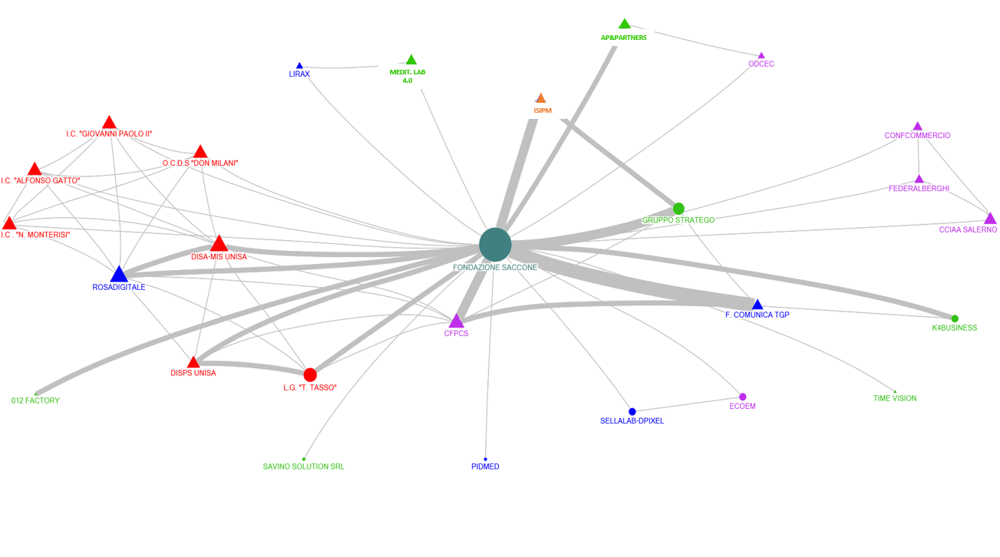 AP&PARTNERS
ODCEC
MEDIT. LAB
4.0
LIRAX
ISIPM
I.C. "GIOVANNI PAOLO II"
CONFCOMMERCIO
O.C.D.S "DON MILANI"
I.C. "ALFONSO GATTO"
FEDERALBERGHI
GRUPPO STRATEGO
CCIAA SALERNO
I.C . "N. MONTERISI"
DISA-MIS UNISA
FONDAZIONE SACCONE
ROSADIGITALE
F. COMUNICA TGP
K4BUSINESS
CFPCS
DISPS UNISA
L.G. "T. TASSO"
012 FACTORY
TIME VISION
ECOEM
SELLALAB-DPIXEL
SAVINO SOLUTION SRL
PIDMED